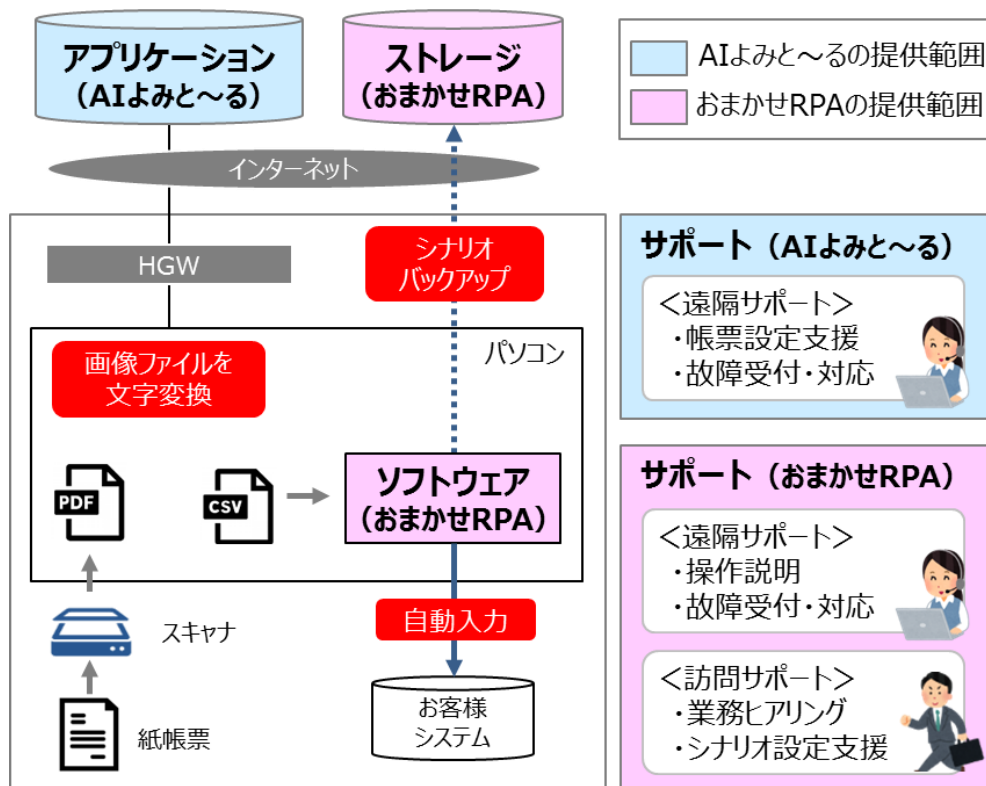 アプリケーション
（AIよみと～る）
ストレージ
（おまかせRPA）
AIよみと～るの提供範囲
おまかせRPAの提供範囲
インターネット
HGW
シナリオ
バックアップ
パソコン
画像ファイルを
文字変換
PDF
CSV
ソフトウェア
（おまかせRPA）
スキャナ
自動入力
紙帳票
お客様
システム
サポート（AIよみと～る）
＜遠隔サポート＞
・帳票設定支援
・故障受付・対応
サポート（おまかせRPA）
＜遠隔サポート＞
・操作説明
・故障受付・対応
＜訪問サポート＞
・業務ヒアリング
・シナリオ設定支援